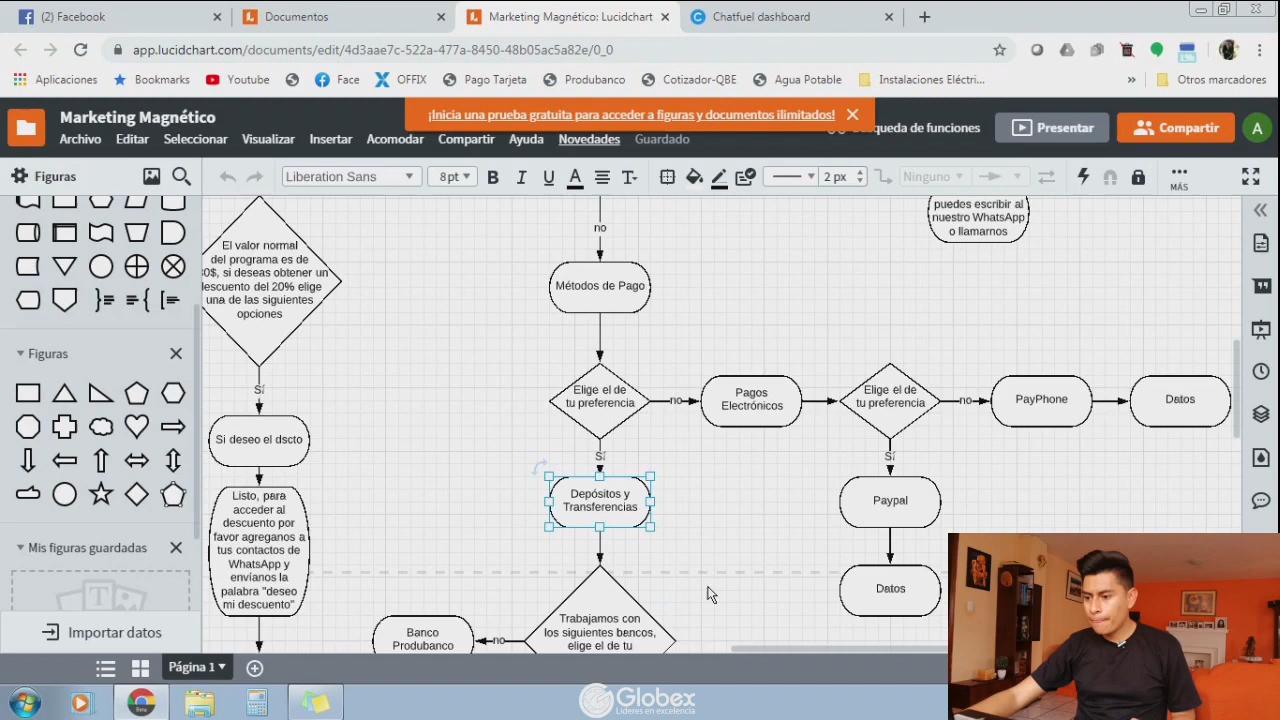 (2) Facebook
Documentos
Marketing Magnético: Lucidchart
Chatfuel dashboard
app.lucidchart.com/documents/edit/4d3aae7c-522a-477a-8450-48b05ac5a82e/0_0
Aplicaciones
Bookmarks
Youtube
Face
OFFIX
Pago Tarjeta
Produbanco
Cotizador-QBE
Agua Potable
Instalaciones Eléctri...
Otros marcadores
Marketing Magnético
¡Inicia una prueba gratuita para acceder a figuras y documentos ilimitados!
queda de funciones
Presentar
Compartir
A
Archivo
Editar
Seleccionar
Visualizar
Insertar
Acomodar
Compartir
Ayuda
Novedades
Guardado
Figuras
Liberation Sans
8pt
2 px
Ninguno
MÁS
Figuras
Mis figuras guardadas
Importar datos
El valor normal
del programa es de
80$, si deseas obtener un
descuento del 20% elige
una de las siguientes
opciones
Sí
Si deseo el dscto
Listo, para
acceder al
descuento por
favor agreganos a
tus contactos de
WhatsApp y
envíanos la
palabra "deseo
mi descuento"
no
Métodos de Pago
Elige el de
tu preferencia
no
Pagos
Electrónicos
Elige el de
tu preferencia
no
PayPhone
Datos
Sí
Depósitos y
Transferencias
Sí
Paypal
Datos
Trabajamos con
los siguientes bancos,
elige el de tu
no
Banco
Produbanco
puedes escribir al
nuestro WhatsApp
o llamarnos
Página 1
Globex
Líderes en excelencia